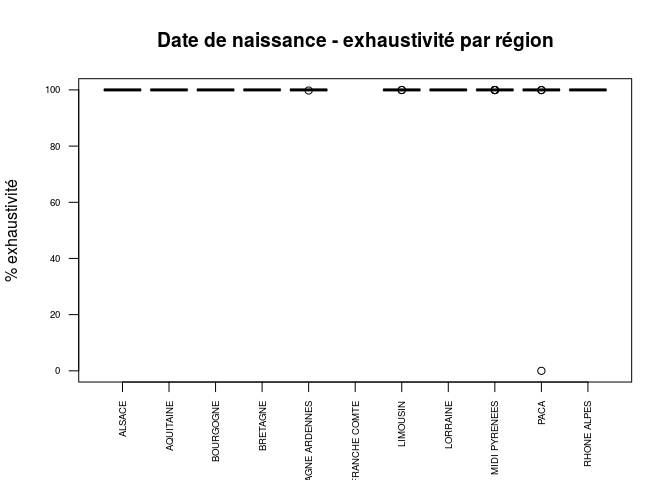 Date de naissance - exhaustivité par région
% exhaustivité
100
80
60
40
20
0
ALSACE
AQUITAINE
BOURGOGNE
BRETAGNE
AGNE ARDENNES
FRANCHE COMTE
LIMOUSIN
LORRAINE
MIDI PYRENEES
PACA
RHONE ALPES